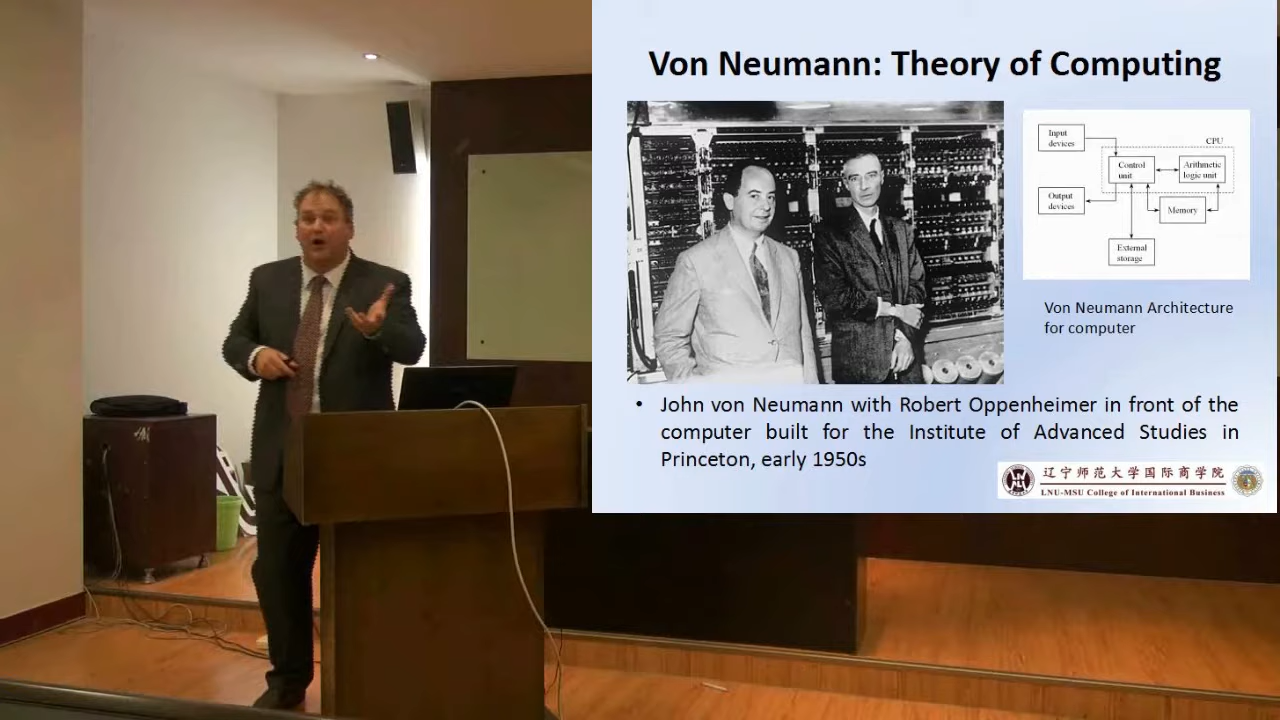 Von Neumann: Theory of Computing
Input
devices
CPU
Control
unit
Arithmetic
logic unit
Output
devices
Memory
External
storage
Von Neumann Architecture
for computer
• John von Neumann with Robert Oppenheimer in front of the
computer built for the Institute of Advanced Studies in
Princeton, early 1950s
辽宁师范大学国际商学院
LNU-MSU College of International Business